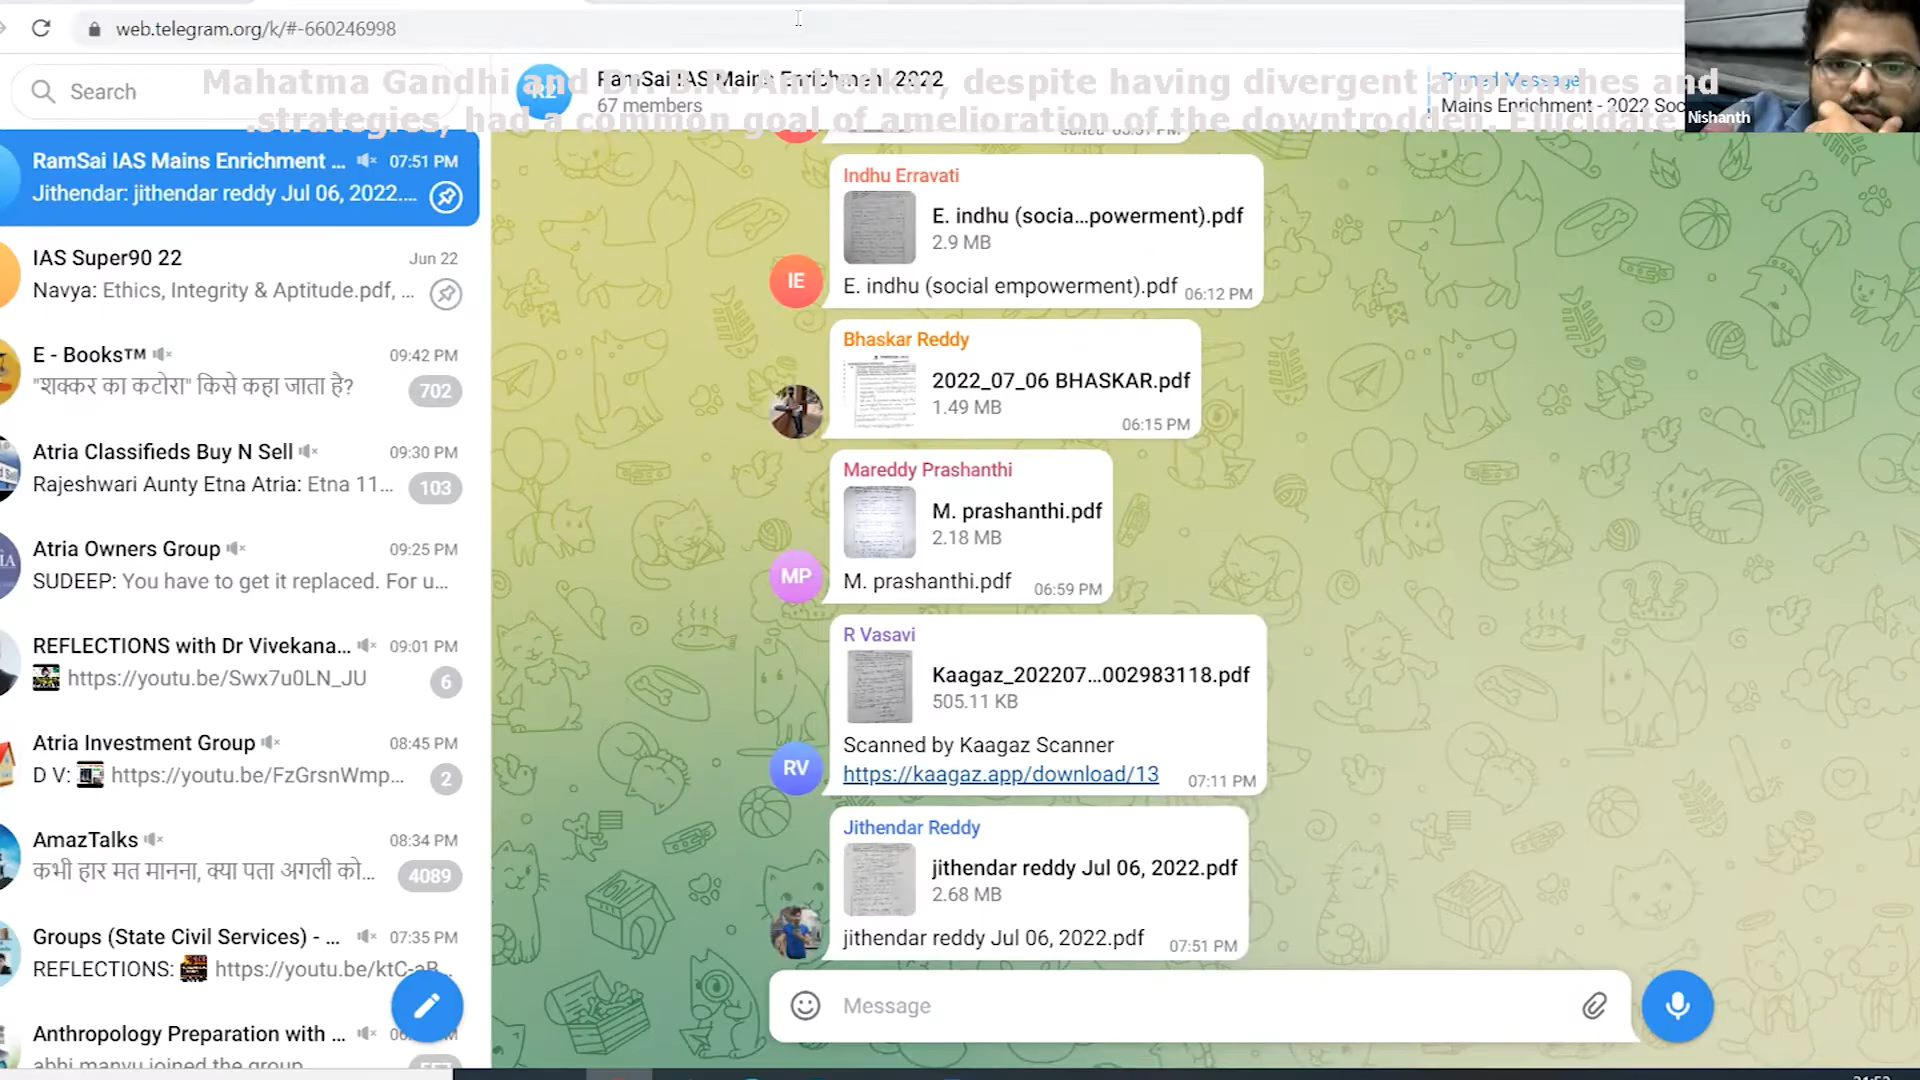 web.telegram.org/k/#-660246998
Mahatma Gandhi and Dr. B.R. Ambedkar, despite having divergent approaches and
strategies, had a common goal of amelioration of the downtrodden. Elucidate.
Search
RamSai IAS Mains Enrichment 2022
67 members
Pinned Message
Mains Enrichment - 2022 Soc
Nishanth
RamSai IAS Mains Enrichment ... 07:51 PM
Jithendar: jithendar reddy Jul 06, 2022....
IAS Super90 22 Jun 22
Navya: Ethics, Integrity & Aptitude.pdf, ...
E - Books™ 09:42 PM
"शक्कर का कटोरा" किसे कहा जाता है? 702
Atria Classifieds Buy N Sell 09:30 PM
Rajeshwari Aunty Etna Atria: Etna 11... 103
Atria Owners Group 09:25 PM
SUDEEP: You have to get it replaced. For u...
REFLECTIONS with Dr Vivekana... 09:01 PM
https://youtu.be/Swx7u0LN_JU 6
Atria Investment Group 08:45 PM
D V: https://youtu.be/FzGrsnWmp... 2
AmazTalks 08:34 PM
कभी हार मत मानना, क्या पता अगली को... 4089
Groups (State Civil Services) - ... 07:35 PM
REFLECTIONS: https://youtu.be/ktC-aB...
Anthropology Preparation with ...
abhi manyu joined the group
Indhu Erravati
E. indhu (socia...powerment).pdf
2.9 MB
IE
E. indhu (social empowerment).pdf 06:12 PM
Bhaskar Reddy
2022_07_06 BHASKAR.pdf
1.49 MB
06:15 PM
Mareddy Prashanthi
M. prashanthi.pdf
2.18 MB
MP
M. prashanthi.pdf 06:59 PM
R Vasavi
Kaagaz_202207...002983118.pdf
505.11 KB
Scanned by Kaagaz Scanner
RV
https://kaagaz.app/download/13 07:11 PM
Jithendar Reddy
jithendar reddy Jul 06, 2022.pdf
2.68 MB
jithendar reddy Jul 06, 2022.pdf 07:51 PM
Message